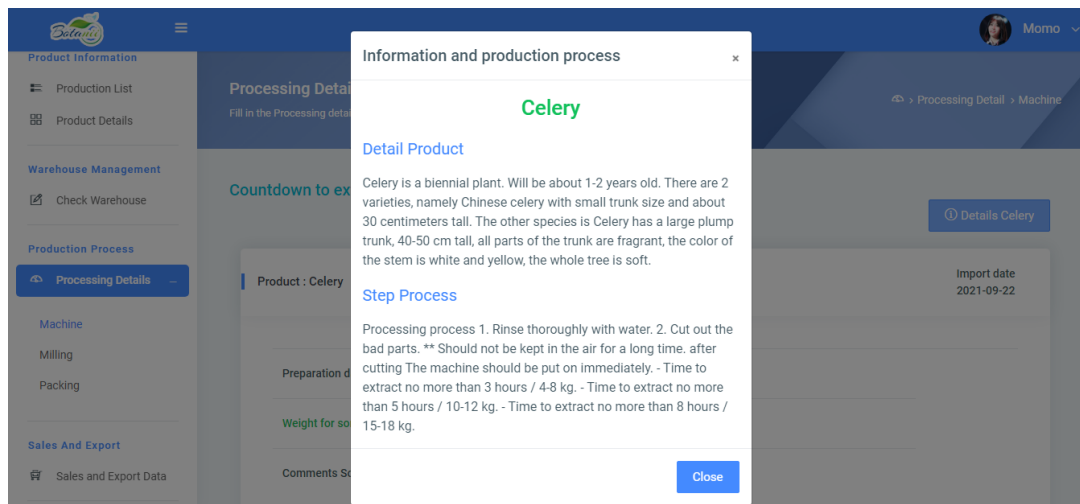 Botamu
Momo
Product Information
Production List
Product Details
Warehouse Management
Check Warehouse
Production Process
Processing Details
Machine
Milling
Packing
Sales And Export
Sales and Export Data
Processing Detai
Fill in the Processing detai
> Processing Detail > Machine
Countdown to ex
Details Celery
Product : Celery
Import date
2021-09-22
Preparation d
Weight for so
Comments So
Information and production process
×
Celery
Detail Product
Celery is a biennial plant. Will be about 1-2 years old. There are 2
varieties, namely Chinese celery with small trunk size and about
30 centimeters tall. The other species is Celery has a large plump
trunk, 40-50 cm tall, all parts of the trunk are fragrant, the color of
the stem is white and yellow, the whole tree is soft.
Step Process
Processing process 1. Rinse thoroughly with water. 2. Cut out the
bad parts. ** Should not be kept in the air for a long time. after
cutting The machine should be put on immediately. - Time to
extract no more than 3 hours / 4-8 kg. - Time to extract no more
than 5 hours / 10-12 kg. - Time to extract no more than 8 hours /
15-18 kg.
Close